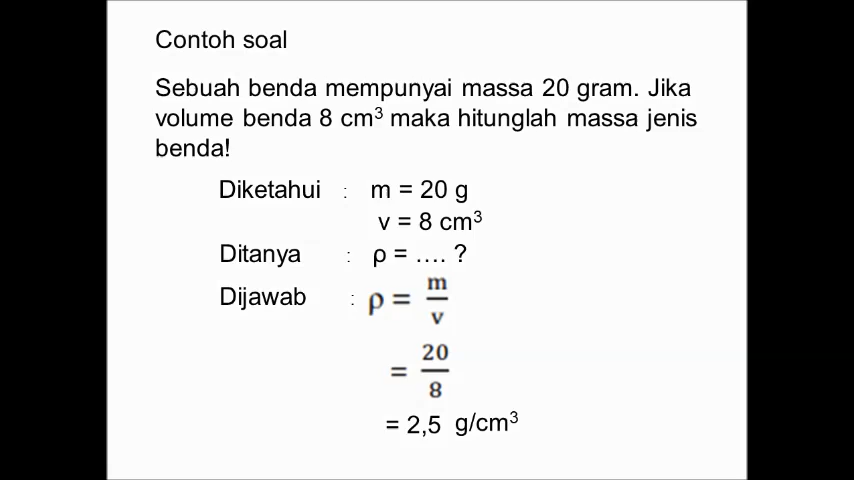 Contoh soal
Sebuah benda mempunyai massa 20 gram. Jika
volume benda 8 cm³ maka hitunglah massa jenis
benda!
Diketahui : m = 20 g
v = 8 cm³
Ditanya : ρ = .... ?
Dijawab : ρ = m/v
= 20/8
= 2,5 g/cm³